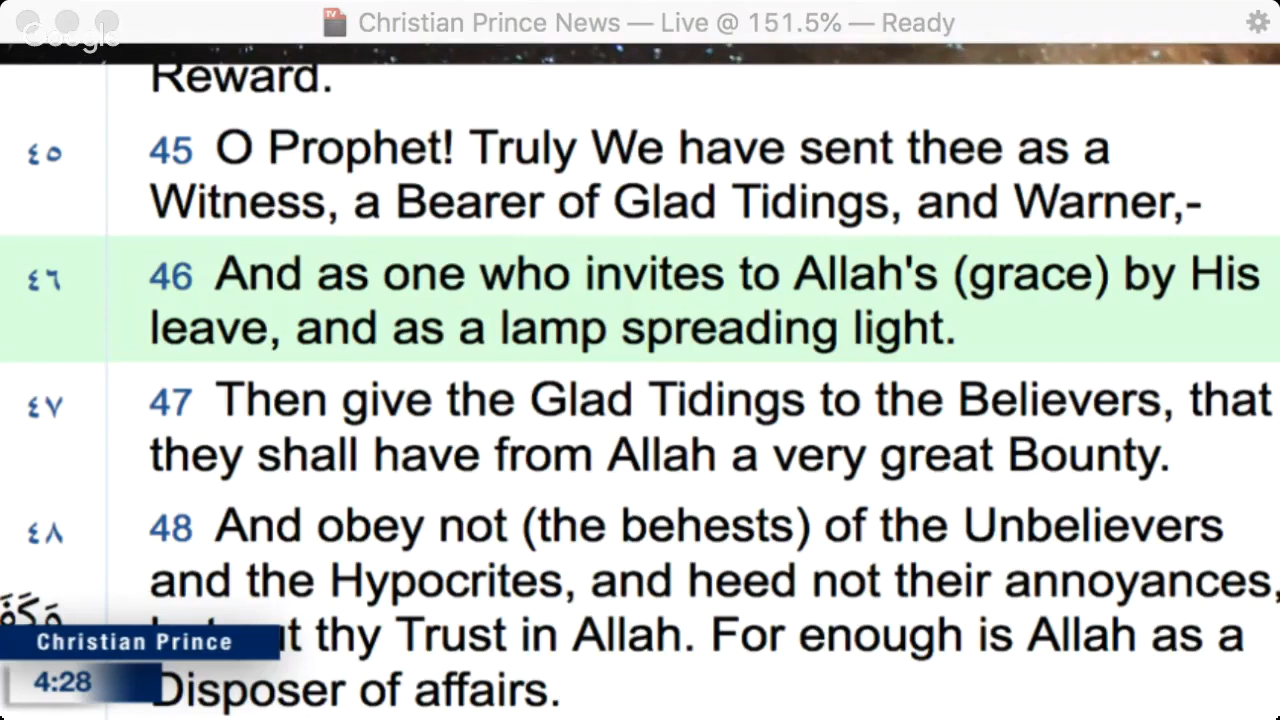 Christian Prince News — Live @ 151.5% — Ready
Google
Reward.
٤٥ 45 O Prophet! Truly We have sent thee as a
Witness, a Bearer of Glad Tidings, and Warner,-
٤٦ 46 And as one who invites to Allah's (grace) by His
leave, and as a lamp spreading light.
٤٧ 47 Then give the Glad Tidings to the Believers, that
they shall have from Allah a very great Bounty.
٤٨ 48 And obey not (the behests) of the Unbelievers
and the Hypocrites, and heed not their annoyances,
thy Trust in Allah. For enough is Allah as a
Christian Prince
Disposer of affairs.
4:28